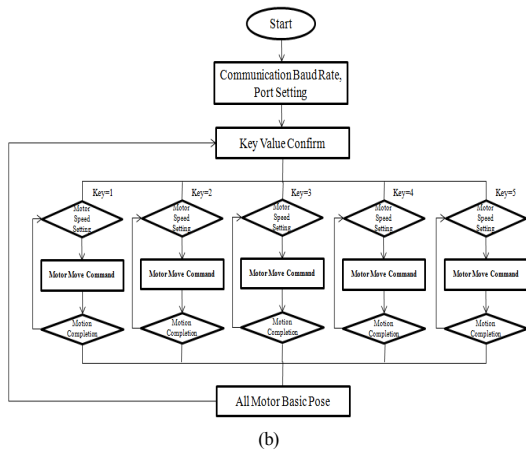 Start
Communication Baud Rate,
Port Setting
Key Value Confirm
Key=1
Key=2
Key=3
Key=4
Key=5
Motor
Speed
Setting
Motor
Speed
Setting
Motor
Speed
Setting
Motor
Speed
Setting
Motor
Speed
Setting
Motor Move Command
Motor Move Command
Motor Move Command
Motor Move Command
Motor Move Command
Motion
Completion
Motion
Completion
Motion
Completion
Motion
Completion
Motion
Completion
All Motor Basic Pose
(b)